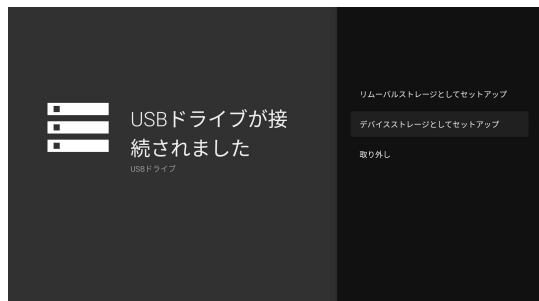 USBドライブが接
続されました
USBドライブ
リムーバルストレージとしてセットアップ
デバイスストレージとしてセットアップ
取り外し